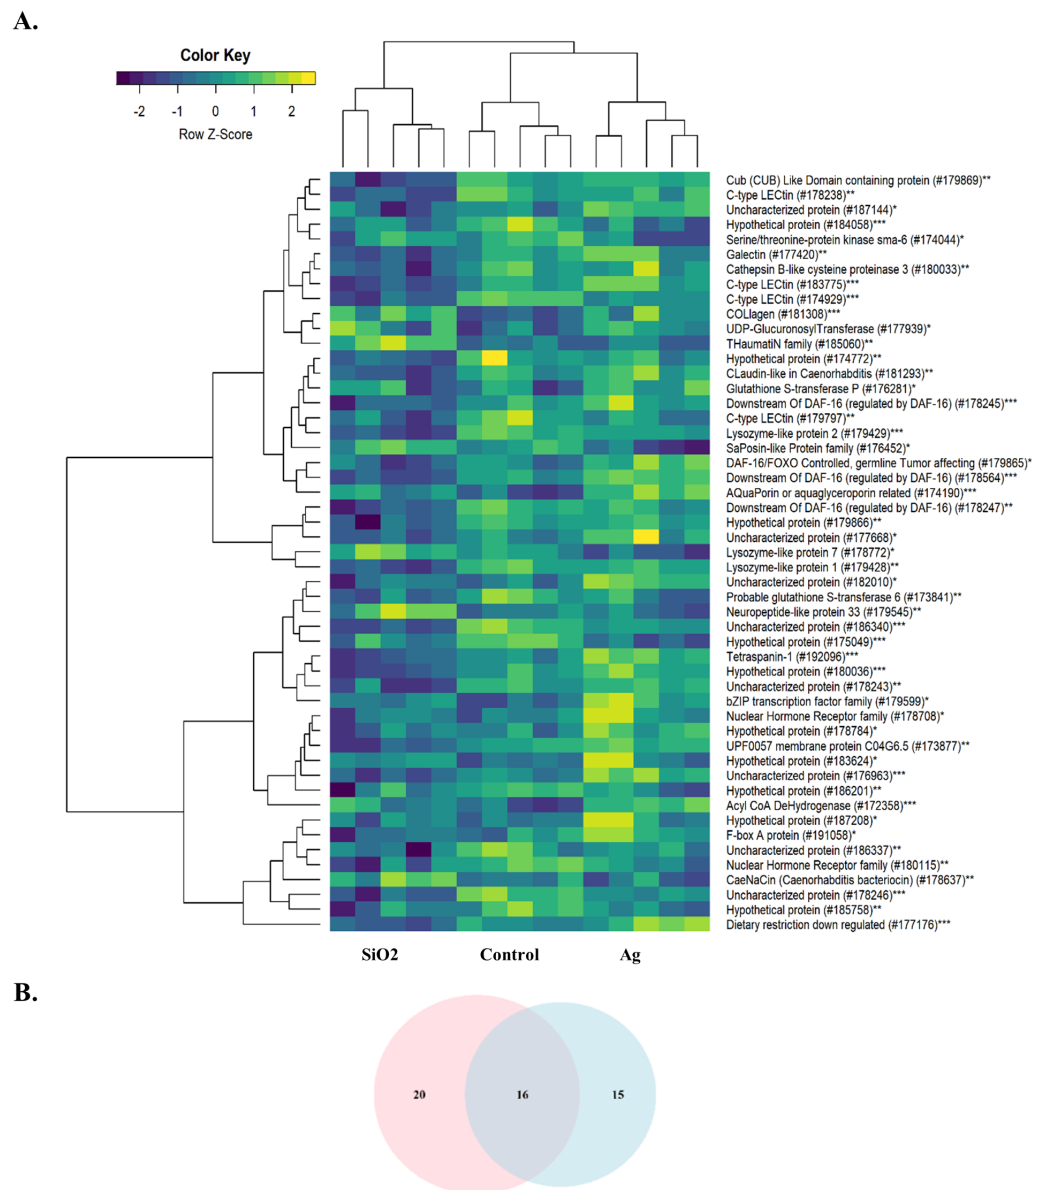 A.
Color Key
-2 -1 0 1 2
Row Z-Score
Cub (CUB) Like Domain containing protein (#179869)**
C-type LECtin (#178238)**
Uncharacterized protein (#187144)*
Hypothetical protein (#184058)***
Serine/threonine-protein kinase sma-6 (#174044)*
Galectin (#177420)**
Cathepsin B-like cysteine proteinase 3 (#180033)**
C-type LECtin (#183775)***
C-type LECtin (#174929)***
COLlagen (#181308)***
UDP-GlucuronosylTransferase (#177939)*
THaumatiN family (#185060)**
Hypothetical protein (#174772)**
CLaudin-like in Caenorhabditis (#181293)**
Glutathione S-transferase P (#176281)*
Downstream Of DAF-16 (regulated by DAF-16) (#178245)***
C-type LECtin (#179797)**
Lysozyme-like protein 2 (#179429)***
SaPosin-like Protein family (#176452)*
DAF-16/FOXO Controlled, germline Tumor affecting (#179865)*
Downstream Of DAF-16 (regulated by DAF-16) (#178564)***
AQuaPorin or aquaglyceroporin related (#174190)***
Downstream Of DAF-16 (regulated by DAF-16) (#178247)**
Hypothetical protein (#179866)**
Uncharacterized protein (#177668)*
Lysozyme-like protein 7 (#178772)*
Lysozyme-like protein 1 (#179428)**
Uncharacterized protein (#182010)*
Probable glutathione S-transferase 6 (#173841)**
Neuropeptide-like protein 33 (#179545)**
Uncharacterized protein (#186340)***
Hypothetical protein (#175049)***
Tetraspanin-1 (#192096)***
Hypothetical protein (#180036)***
Uncharacterized protein (#178243)**
bZIP transcription factor family (#179599)*
Nuclear Hormone Receptor family (#178708)*
Hypothetical protein (#178784)*
UPF0057 membrane protein C04G6.5 (#173877)**
Hypothetical protein (#183624)*
Uncharacterized protein (#176963)***
Hypothetical protein (#186201)**
Acyl CoA DeHydrogenase (#172358)***
Hypothetical protein (#187208)*
F-box A protein (#191058)*
Uncharacterized protein (#186337)**
Nuclear Hormone Receptor family (#180115)**
CaeNaCin (Caenorhabditis bacteriocin) (#178637)**
Uncharacterized protein (#178246)***
Hypothetical protein (#185758)**
Dietary restriction down regulated (#177176)***
SiO2 Control Ag
B.
20 16 15